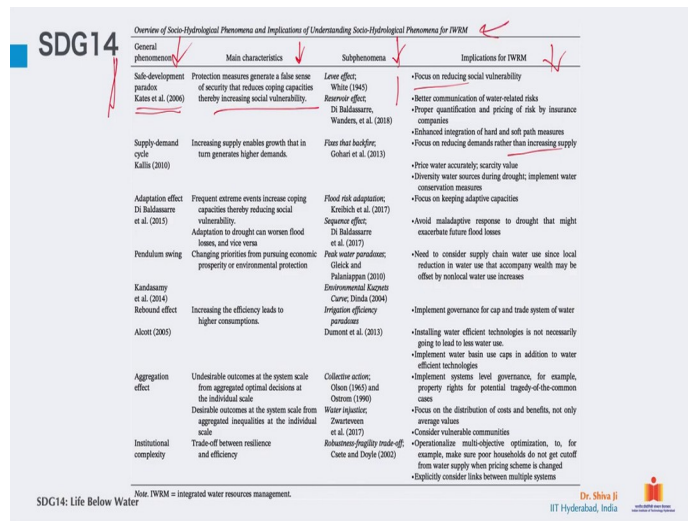 SDG14
Overview of Socio-Hydrological Phenomena and Implications of Understanding Socio-Hydrological Phenomena for IWRM
General
phenomenon Main characteristics Subphenomena Implications for IWRM
Safe-development Protection measures generate a false sense Levee effect; •Focus on reducing social vulnerability
paradox of security that reduces coping capacities White (1945)
Kates et al. (2006) thereby increasing social vulnerability. Reservoir effect; •Better communication of water-related risks
Di Baldassarre, •Proper quantification and pricing of risk by insurance
Wanders, et al. (2018) companies
•Enhanced integration of hard and soft path measures
Supply-demand Increasing supply enables growth that in Fixes that backfire; •Focus on reducing demands rather than increasing supply
cycle turn generates higher demands. Gohari et al. (2013)
Kallis (2010) •Price water accurately; scarcity value
•Diversity water sources during drought; implement water
conservation measures
Adaptation effect Frequent extreme events increase coping Flood risk adaptation; •Focus on keeping adaptive capacities
Di Baldassarre capacities thereby reducing social Kreibich et al. (2017)
et al. (2015) vulnerability. Sequence effect; •Avoid maladaptive response to drought that might
Adaptation to drought can worsen flood Di Baldassarre exacerbate future flood losses
losses, and vice versa et al. (2017)
Pendulum swing Changing priorities from pursuing economic Peak water paradoxes; •Need to consider supply chain water use since local
prosperity or environmental protection Gleick and reduction in water use that accompany wealth may be
Palaniappan (2010) offset by nonlocal water use increases
Kandasamy Environmental Kuznets
et al. (2014) Curve; Dinda (2004)
Rebound effect Increasing the efficiency leads to Irrigation efficiency •Implement governance for cap and trade system of water
higher consumptions. paradoxes
Alcott (2005) Dumont et al. (2013) •Installing water efficient technologies is not necessarily
going to lead to less water use.
•Implement water basin use caps in addition to water
efficient technologies
Aggregation Undesirable outcomes at the system scale Collective action; •Implement systems level governance, for example,
effect from aggregated optimal decisions at Olson (1965) and property rights for potential tragedy-of-the-common
the individual scale Ostrom (1990) cases
Desirable outcomes at the system scale from Water injustice; •Focus on the distribution of costs and benefits, not only
aggregated inequalities at the individual Zwarteveen average values
scale et al. (2017) •Consider vulnerable communities
Institutional Trade-off between resilience Robustness-fragility trade-off; •Operationalize multi-objective optimization, to, for
complexity and efficiency Csete and Doyle (2002) example, make sure poor households do not get cutoff
from water supply when pricing scheme is changed
•Explicitly consider links between multiple systems
Note. IWRM = integrated water resources management.
SDG14: Life Below Water
Dr. Shiva Ji
IIT Hyderabad, India